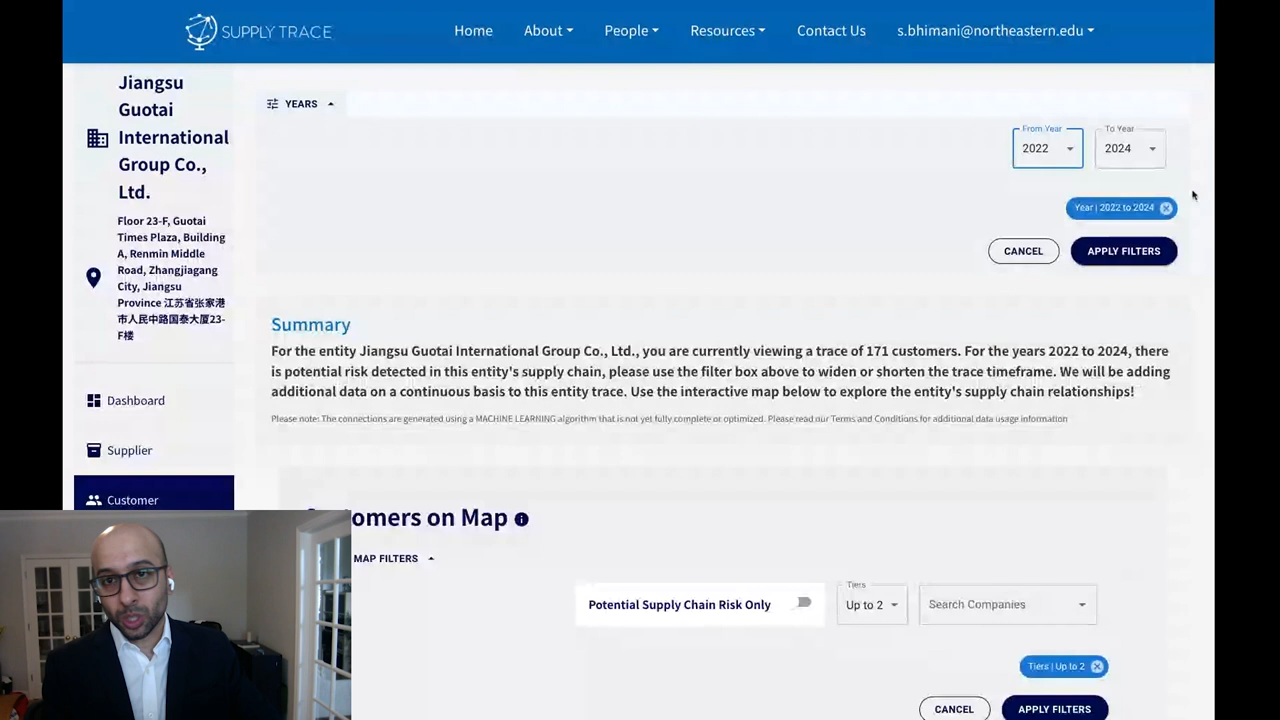 SUPPLY TRACE
Home
About
People
Resources
Contact Us
s.bhimani@northeastern.edu
Jiangsu
Guotai
International
Group Co.,
Ltd.
Floor 23-F, Guotai
Times Plaza, Building
A, Renmin Middle
Road, Zhangjiagang
City, Jiangsu
Province 江苏省张家港
市人民中路国泰大厦23-
F楼
Dashboard
Supplier
Customer
YEARS
From Year
2022
To Year
2024
Year | 2022 to 2024
CANCEL
APPLY FILTERS
Summary
For the entity Jiangsu Guotai International Group Co., Ltd., you are currently viewing a trace of 171 customers. For the years 2022 to 2024, there
is potential risk detected in this entity's supply chain, please use the filter box above to widen or shorten the trace timeframe. We will be adding
additional data on a continuous basis to this entity trace. Use the interactive map below to explore the entity's supply chain relationships!
Please note: The connections are generated using a MACHINE LEARNING algorithm that is not yet fully complete or optimized. Please read our Terms and Conditions for additional data usage information
omers on Map
MAP FILTERS
Potential Supply Chain Risk Only
Tiers
Up to 2
Search Companies
Tiers | Up to 2
CANCEL
APPLY FILTERS